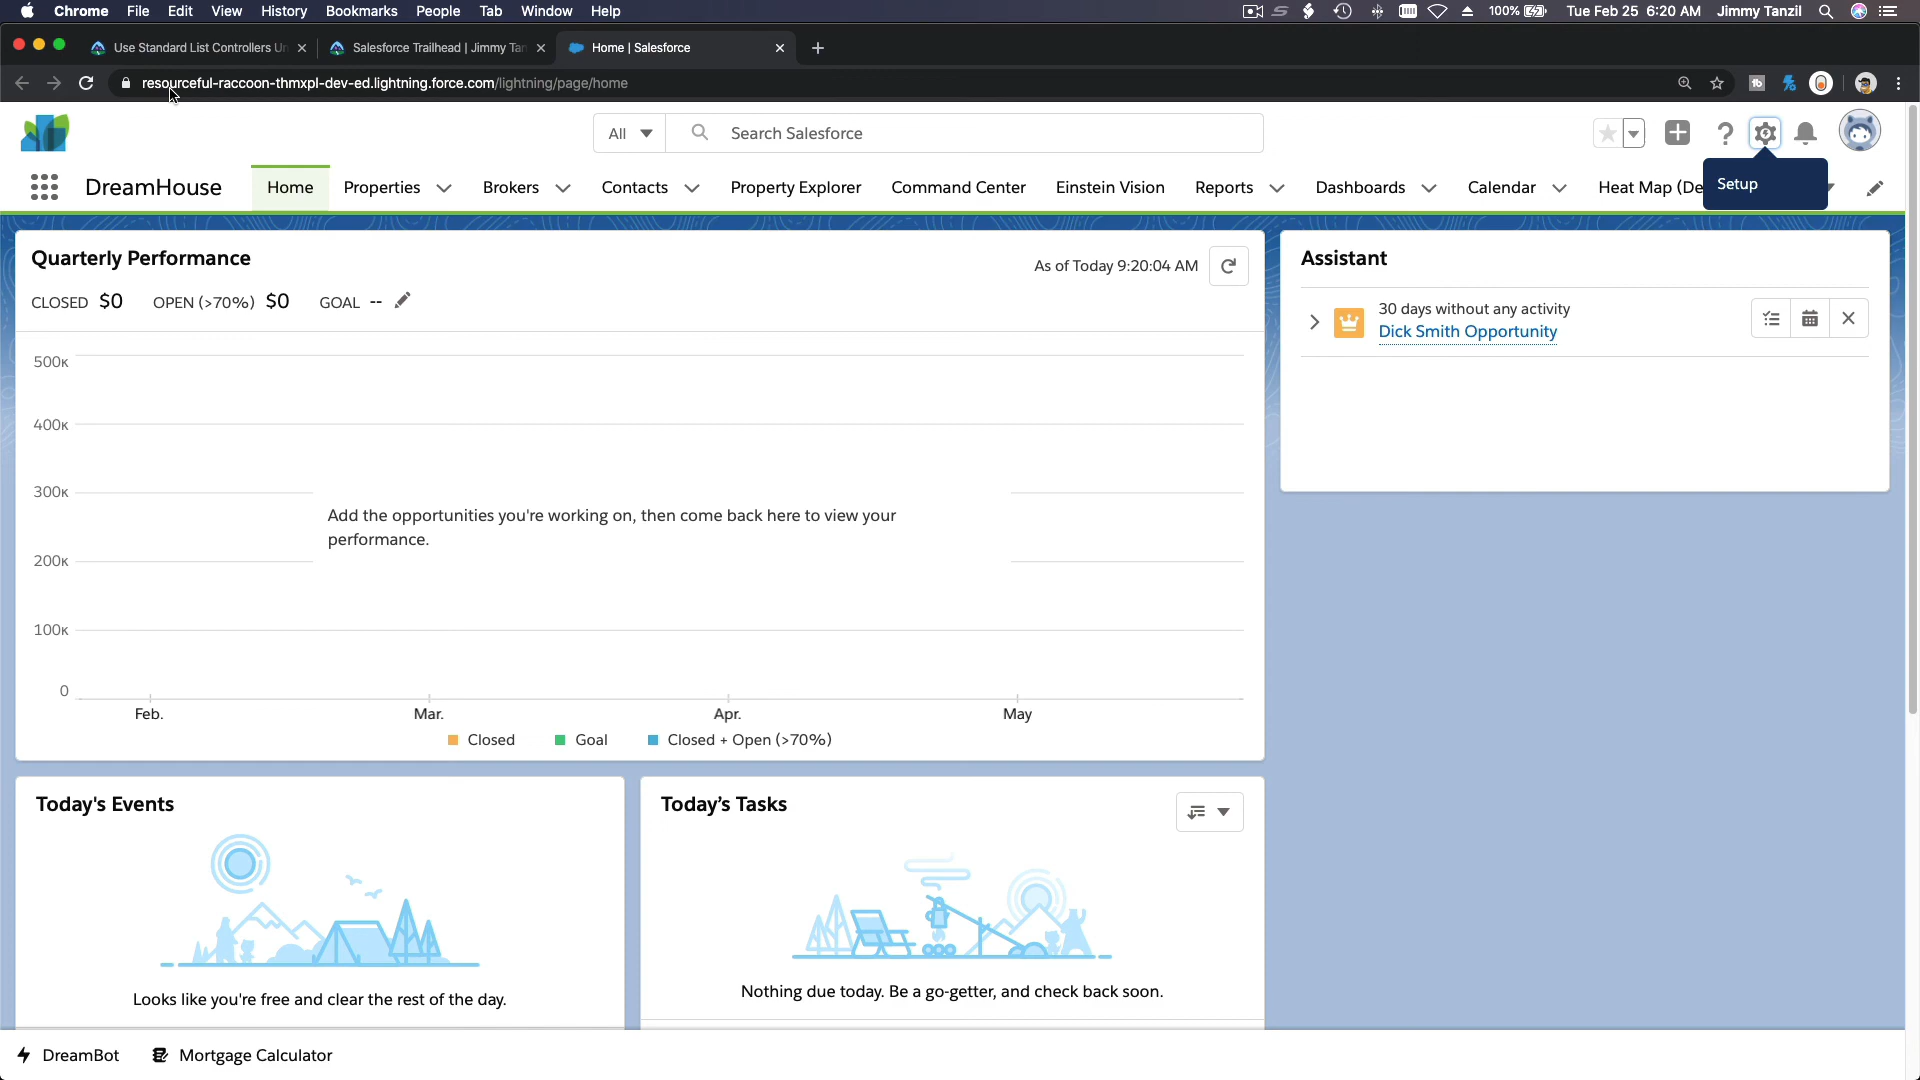 Chrome File Edit View History Bookmarks People Tab Window Help 100% Tue Feb 25 6:20 AM Jimmy Tanzil
Use Standard List Controllers Un Salesforce Trailhead | Jimmy Tan Home | Salesforce
resourceful-raccoon-thmxpl-dev-ed.lightning.force.com/lightning/page/home
All Search Salesforce
DreamHouse Home Properties Brokers Contacts Property Explorer Command Center Einstein Vision Reports Dashboards Calendar Heat Map (De
Setup
Quarterly Performance
As of Today 9:20:04 AM
CLOSED $0 OPEN (>70%) $0 GOAL --
500K
400K
300K
200K
100K
0
Add the opportunities you're working on, then come back here to view your
performance.
Feb. Mar. Apr. May
Closed Goal Closed + Open (>70%)
Assistant
30 days without any activity
Dick Smith Opportunity
Today's Events
Looks like you're free and clear the rest of the day.
Today’s Tasks
Nothing due today. Be a go-getter, and check back soon.
DreamBot Mortgage Calculator